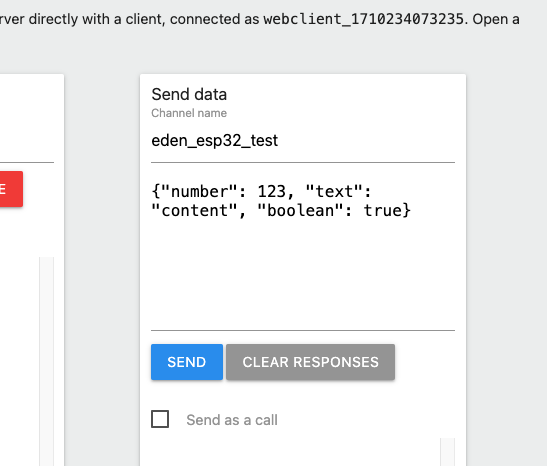 rver directly with a client, connected as webclient_1710234073235. Open a
Send data
Channel name
eden_esp32_test
E
{"number": 123, "text":
"content", "boolean": true}
SEND
CLEAR RESPONSES
Send as a call